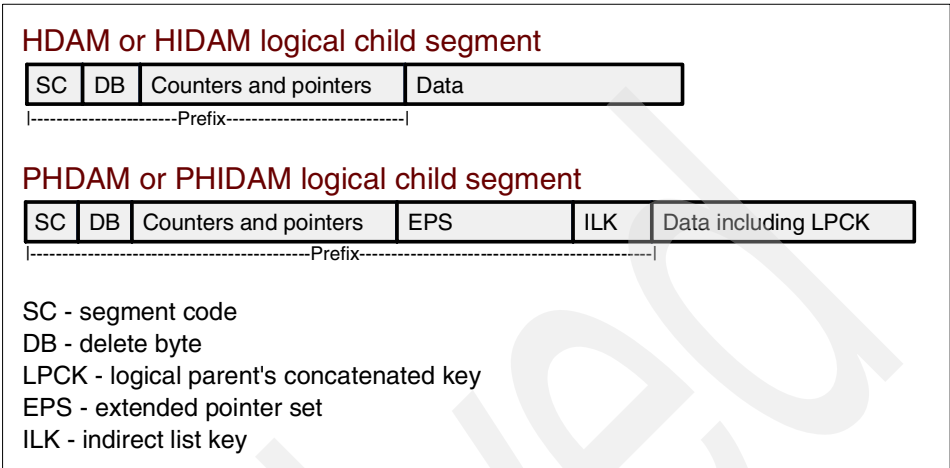 HDAM or HIDAM logical child segment
SC DB Counters and pointers Data
|-----------------------Prefix----------------------------|
PHDAM or PHIDAM logical child segment
SC DB Counters and pointers EPS ILK Data including LPCK
|--------------------------------------------Prefix----------------------------------------------|
SC - segment code
DB - delete byte
LPCK - logical parent's concatenated key
EPS - extended pointer set
ILK - indirect list key